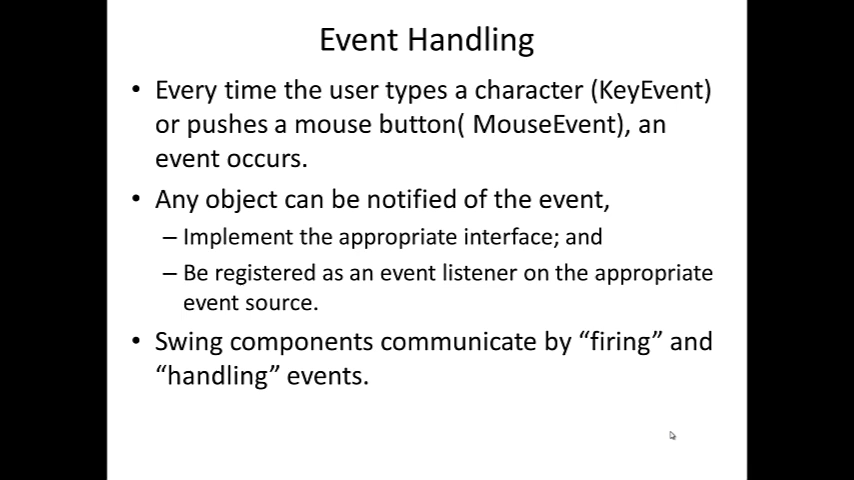 Event Handling
• Every time the user types a character (KeyEvent)
or pushes a mouse button( MouseEvent), an
event occurs.
• Any object can be notified of the event,
– Implement the appropriate interface; and
– Be registered as an event listener on the appropriate
event source.
• Swing components communicate by “firing” and
“handling” events.